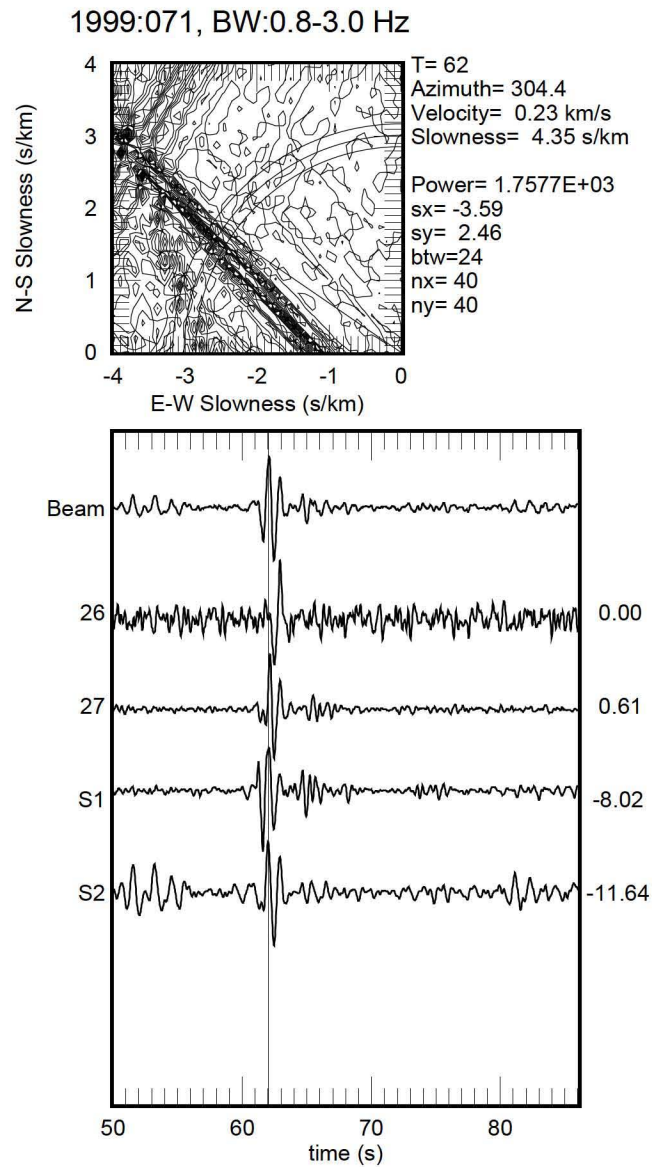 1999:071, BW:0.8-3.0 Hz
4
3
2
1
0
N-S Slowness (s/km)
-4
-3
-2
-1
0
E-W Slowness (s/km)
T= 62
Azimuth= 304.4
Velocity= 0.23 km/s
Slowness= 4.35 s/km
Power= 1.7577E+03
sx= -3.59
sy= 2.46
btw=24
nx= 40
ny= 40
Beam
26
0.00
27
0.61
S1
-8.02
S2
-11.64
50
60
70
80
time (s)